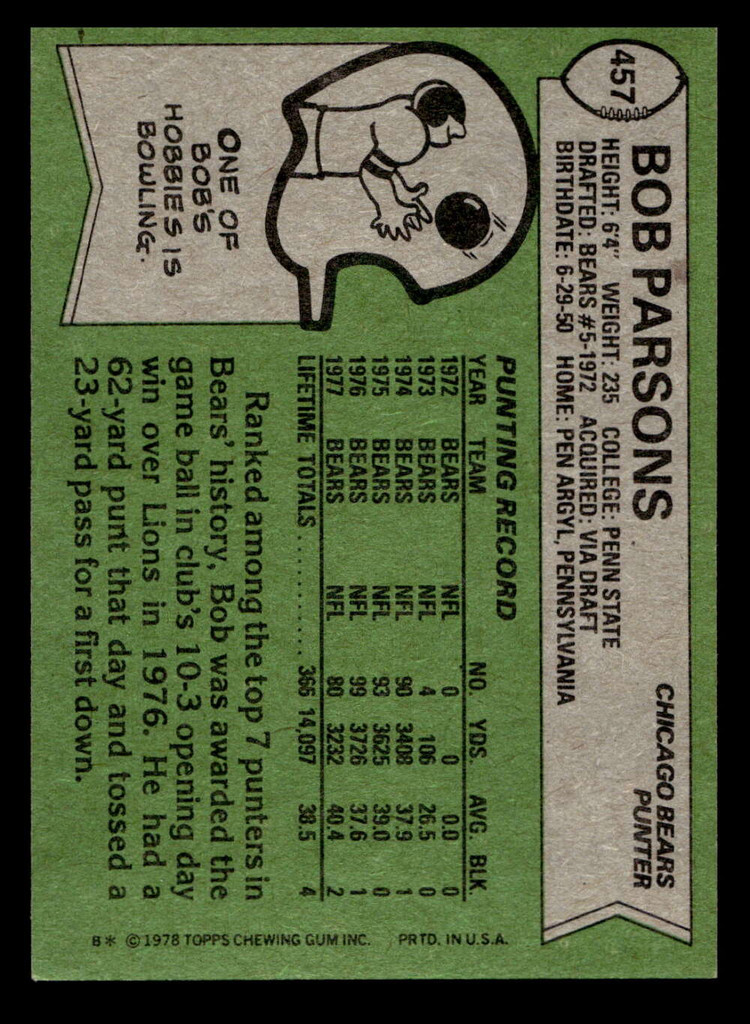 457
BOB PARSONS
CHICAGO BEARS
PUNTER
HEIGHT: 6'4" WEIGHT: 235 COLLEGE: PENN STATE
DRAFTED: BEARS #5-1972 ACQUIRED: VIA DRAFT
BIRTHDATE: 6-29-50 HOME: PEN ARGYL, PENNSYLVANIA
ONE OF
BOB'S
HOBBIES IS
BOWLING.
PUNTING RECORD
YEAR TEAM NO. YDS. AVG. BLK.
1972 BEARS NFL 0 0 0.0 0
1973 BEARS NFL 4 106 26.5 0
1974 BEARS NFL 90 3408 37.9 1
1975 BEARS NFL 93 3625 39.0 0
1976 BEARS NFL 99 3726 37.6 1
1977 BEARS NFL 80 3232 40.4 2
LIFETIME TOTALS............ 366 14,097 38.5 4
Ranked among the top 7 punters in
Bears' history, Bob was awarded the
game ball in club's 10-3 opening day
win over Lions in 1976. He had a
62-yard punt that day and tossed a
23-yard pass for a first down.
B* ©1978 TOPPS CHEWING GUM INC. PRTD. IN U.S.A.